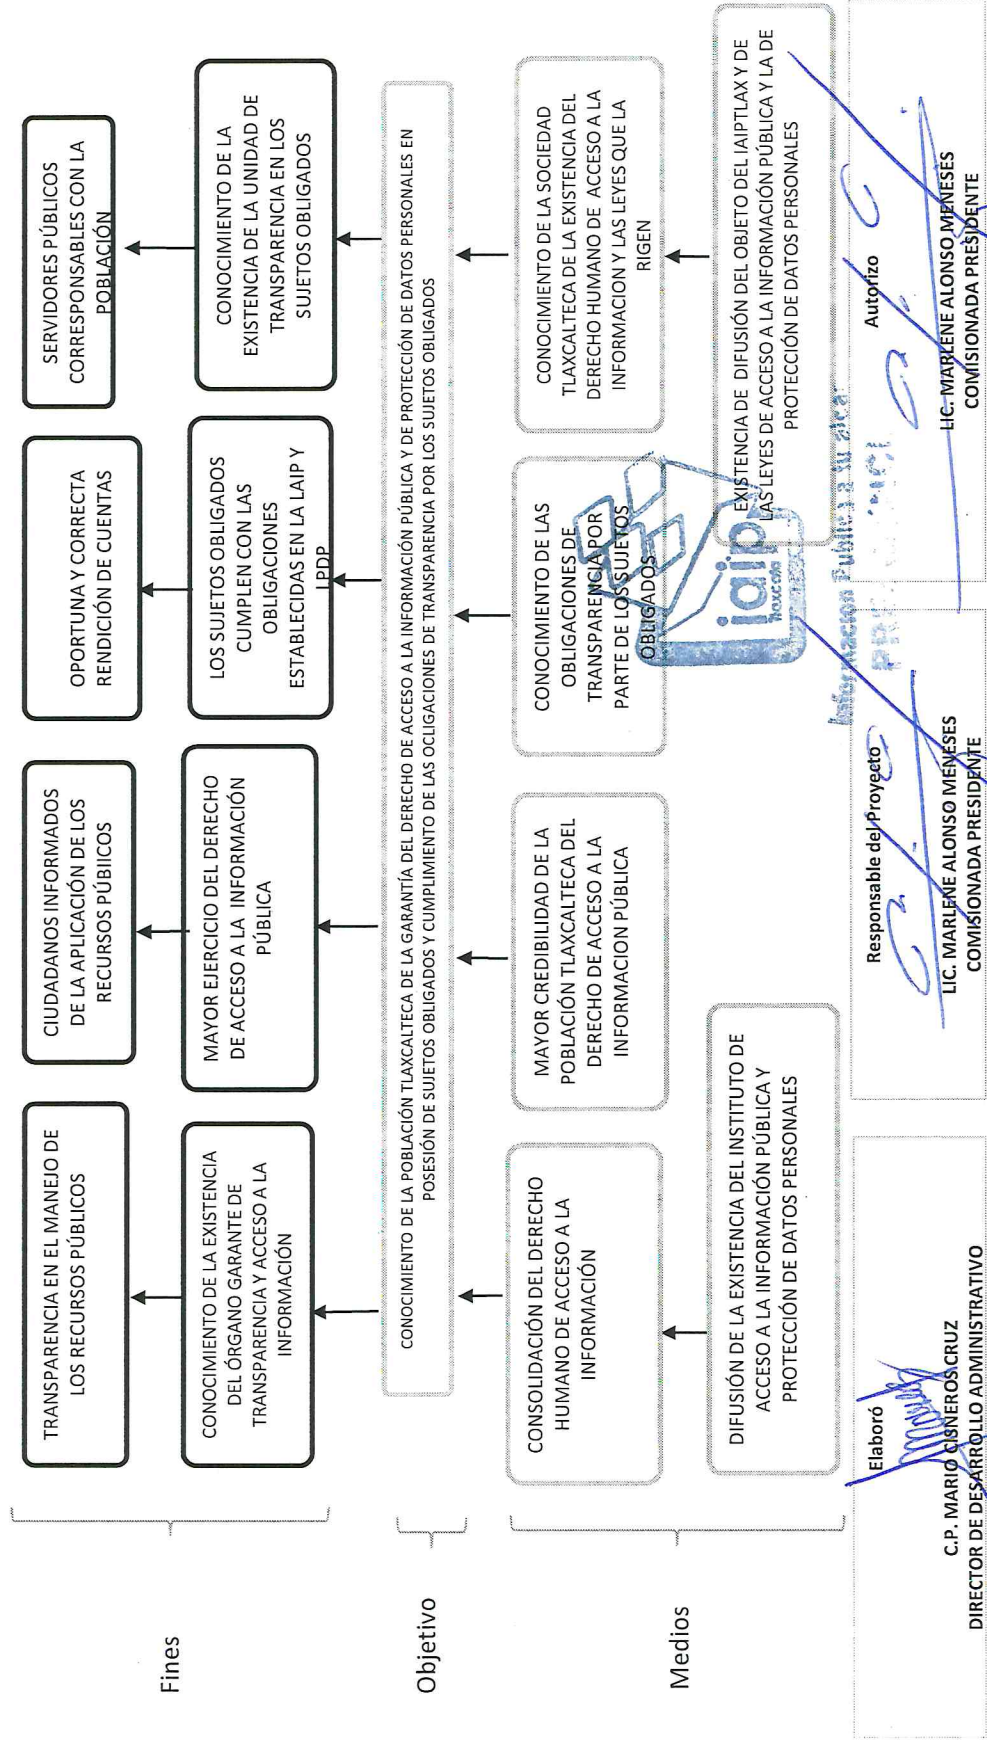 Fines
TRANSPARENCIA EN EL MANEJO DE
LOS RECURSOS PÚBLICOS
CIUDADANOS INFORMADOS
DE LA APLICACIÓN DE LOS
RECURSOS PÚBIICOS
OPORTUNA Y CORRECTA
RENDICIÓN DE CUENTAS
SERVIDORES PÚBLICOS
CORRESPONSABLES CON LA
POBLACIÓN
CONOCIMIENTO DE LA EXISTENCIA
DEL ÓRGANO GARANTE DE
TRANSPARENCIA Y ACCESO A LA
INFORMACIÓN
MAYOR EJERCICIO DEL DERECHO
DE ACCESO A LA INFORMACIÓN
PÚBLICA
LOS SUJETOS OBLIGADOS
CUMPLEN CON LAS
OBLIGACIONES
ESTABLECIDAS EN LA LAIP Y
LPDP
CONOCIMIENTO DE LA
EXISTENCIA DE LA UNIDAD DE
TRANSPARENCIA EN LOS
SUJETOS OBLIGADOS
Objetivo
CONOCIMIENTO DE LA POBLACIÓN TLAXCALTECA DE LA GARANTÍA DEL DERECHO DE ACCESO A LA INFORMACIÓN PÚBLICA Y DE PROTECCIÓN DE DATOS PERSONALES EN
POSESIÓN DE SUJETOS OBLIGADOS Y CUMPLIMIENTO DE LAS OCLIGACIONES DE TRANSPARENCIA POR LOS SUJETOS OBLIGADOS
Medios
CONSOLIDACIÓN DEL DERECHO
HUMANO DE ACCESO A LA
INFORMACIÓN
MAYOR CREDIBILIDAD DE LA
POBLACIÓN TLAXCALTECA DEL
DERECHO DE ACCESO A LA
INFORMACION PÚBLICA
CONOCIMIENTO DE LAS
OBLIGACIONES DE
TRANSPARENCIA POR
PARTE DE LOS SUJETOS
OBLIGADOS
CONOCIMIENTO DE LA SOCIEDAD
TLAXCALTECA DE LA EXISTENCIA DEL
DERECHO HUMANO DE ACCESO A LA
INFORMACION Y LAS LEYES QUE LA
RIGEN
DIFUSIÓN DE LA EXISTENCIA DEL INSTITUTO DE
ACCESO A LA INFORMACIÓN PÚBLICA Y
PROTECCIÓN DE DATOS PERSONALES
EXISTENCIA DE DIFUSIÓN DEL OBJETO DEL IAIPTLAX Y DE
LAS LEYES DE ACCESO A LA INFORMACIÓN PÚBLICA Y LA DE
PROTECCIÓN DE DATOS PERSONALES
iaip
tlaxcala
Información Pública a tu
Elaboró
C.P. MARIO CISNEROS CRUZ
DIRECTOR DE DESARROLLO ADMINISTRATIVO
Responsable del Proyecto
LIC. MARLENE ALONSO MENESES
COMISIONADA PRESIDENTE
Autorizo
LIC. MARLENE ALONSO MENESES
COMISIONADA PRESIDENTE